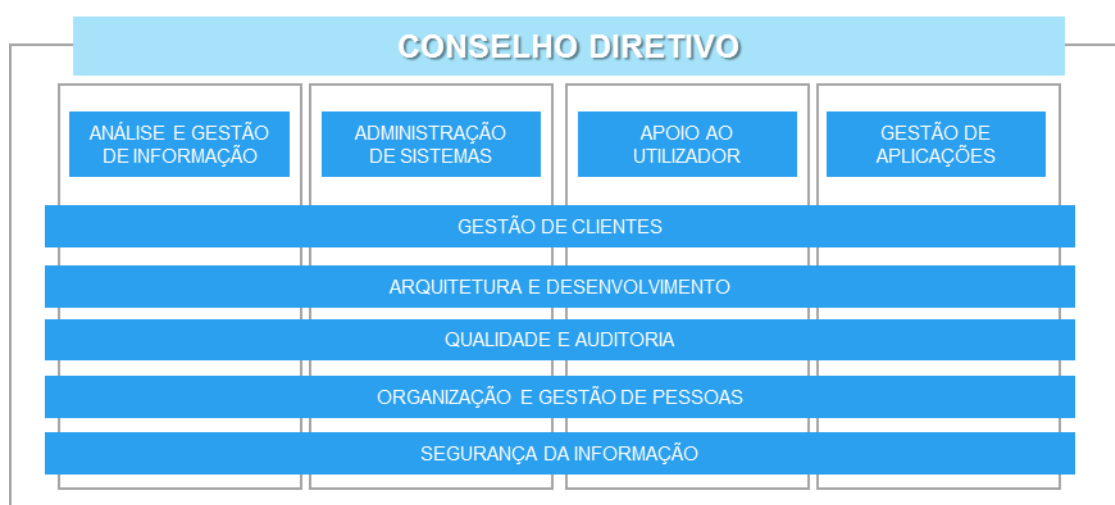 CONSELHO DIRETIVO
ANÁLISE E GESTÃO
DE INFORMAÇÃO
ADMINISTRAÇÃO
DE SISTEMAS
APOIO AO
UTILIZADOR
GESTÃO DE
APLICAÇÕES
GESTÃO DE CLIENTES
ARQUITETURA E DESENVOLVIMENTO
QUALIDADE E AUDITORIA
ORGANIZAÇÃO E GESTÃO DE PESSOAS
SEGURANÇA DA INFORMAÇÃO